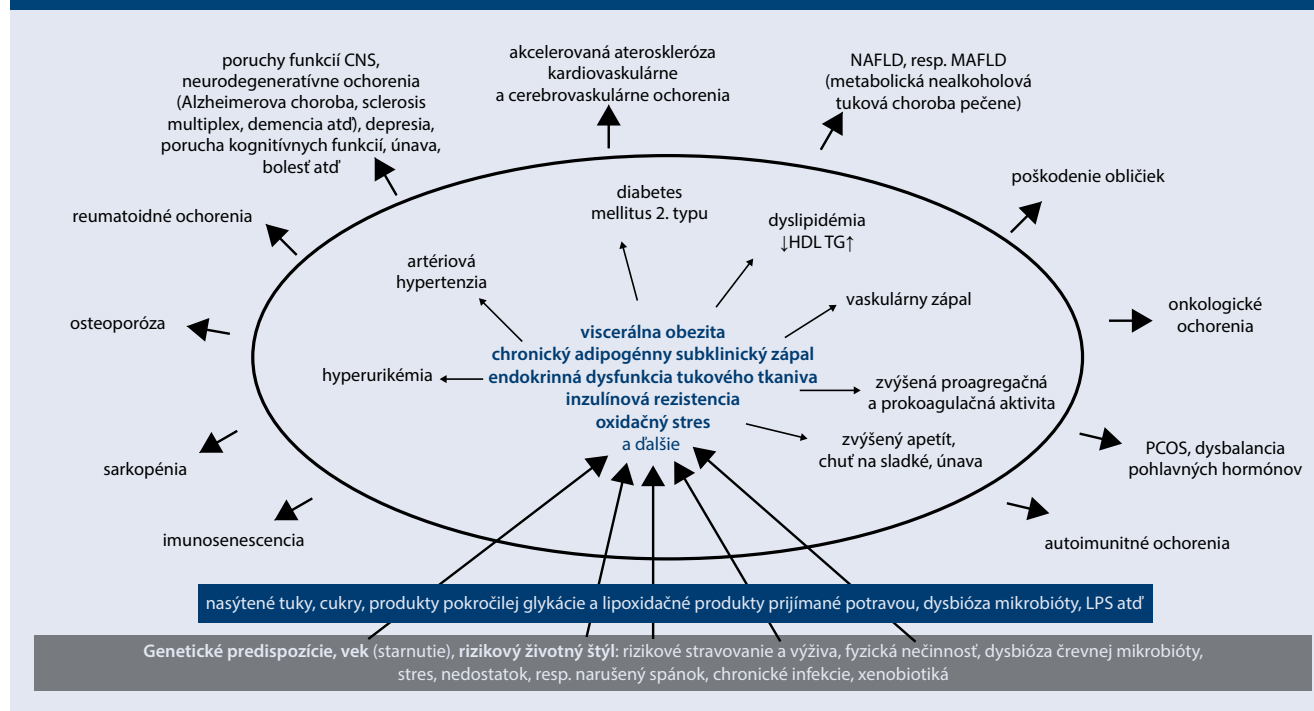 poruchy funkcií CNS,
neurodegeneratívne ochorenia
(Alzheimerova choroba, sclerosis
multiplex, demencia atď), depresia,
porucha kognitívnych funkcií, únava,
bolesť atď
akcelerovaná ateroskleróza
kardiovaskulárne
a cerebrovaskulárne ochorenia
NAFLD, resp. MAFLD
(metabolická nealkoholová
tuková choroba pečene)
poškodenie obličiek
reumatoidné ochorenia
diabetes
mellitus 2. typu
dyslipidémia
↓HDL TG↑
artériová
hypertenzia
vaskulárny zápal
onkologické
ochorenia
osteoporóza
viscerálna obezita
chronický adipogénny subklinický zápal
endokrinná dysfunkcia tukového tkaniva
inzulínová rezistencia
oxidačný stres
a ďalšie
hyperurikémia
zvýšená proagregačná
a prokoagulačná aktivita
zvýšený apetít,
chuť na sladké, únava
sarkopénia
PCOS, dysbalancia
pohlavných hormónov
imunosenescencia
autoimunitné ochorenia
nasýtené tuky, cukry, produkty pokročilej glykácie a lipoxidačné produkty prijímané potravou, dysbióza mikrobióty, LPS atď
Genetické predispozície, vek (starnutie), rizikový životný štýl: rizikové stravovanie a výživa, fyzická nečinnosť, dysbióza črevnej mikrobióty,
stres, nedostatok, resp. narušený spánok, chronické infekcie, xenobiotiká